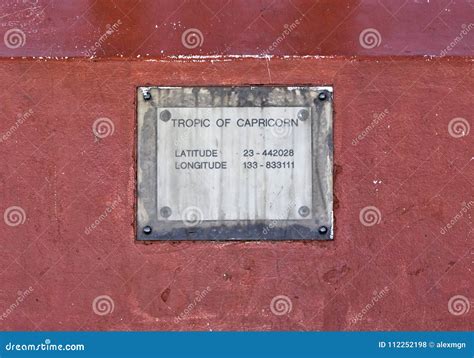 TROPIC OF CAPRICORN
LATITUDE 23-442028
LONGITUDE 133-833111
dreamstime.com
ID 112252198 © alexmgn